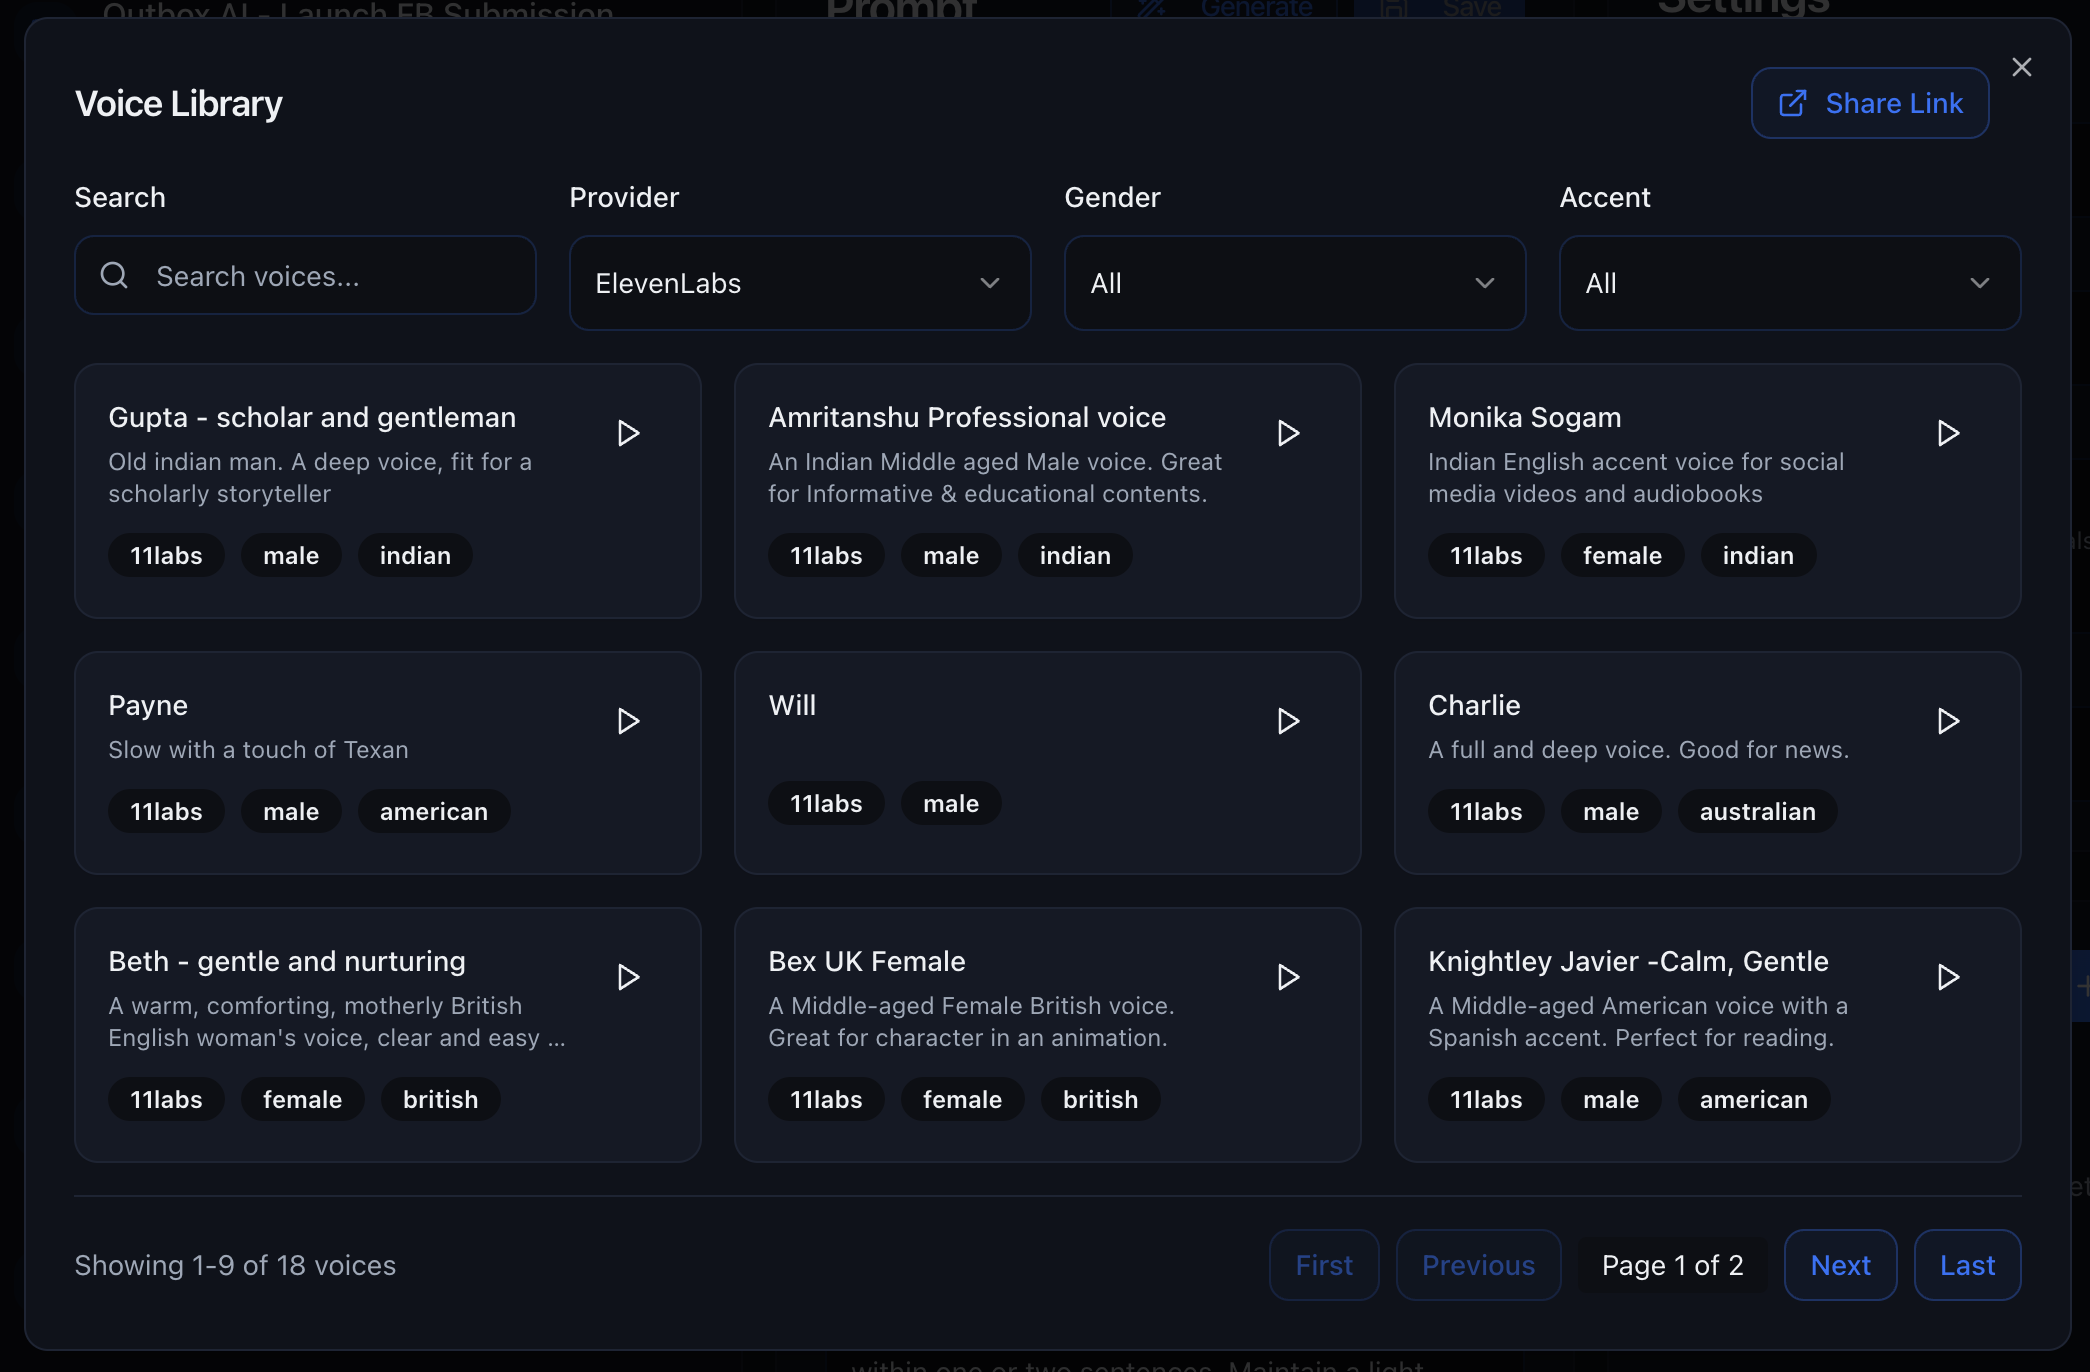 Outbox AI - Launch FB Submission
Prompt
Generate
Save
Settings
Voice Library
Share Link
Search
Provider
Gender
Accent
Search voices...
ElevenLabs
All
All
Gupta - scholar and gentleman
Old indian man. A deep voice, fit for a
scholarly storyteller
11labs male indian
Amritanshu Professional voice
An Indian Middle aged Male voice. Great
for Informative & educational contents.
11labs male indian
Monika Sogam
Indian English accent voice for social
media videos and audiobooks
11labs female indian
Payne
Slow with a touch of Texan
11labs male american
Will
11labs male
Charlie
A full and deep voice. Good for news.
11labs male australian
Beth - gentle and nurturing
A warm, comforting, motherly British
English woman's voice, clear and easy ...
11labs female british
Bex UK Female
A Middle-aged Female British voice.
Great for character in an animation.
11labs female british
Knightley Javier -Calm, Gentle
A Middle-aged American voice with a
Spanish accent. Perfect for reading.
11labs male american
Showing 1-9 of 18 voices
First
Previous
Page 1 of 2
Next
Last
within one or two sentences. Maintain a light